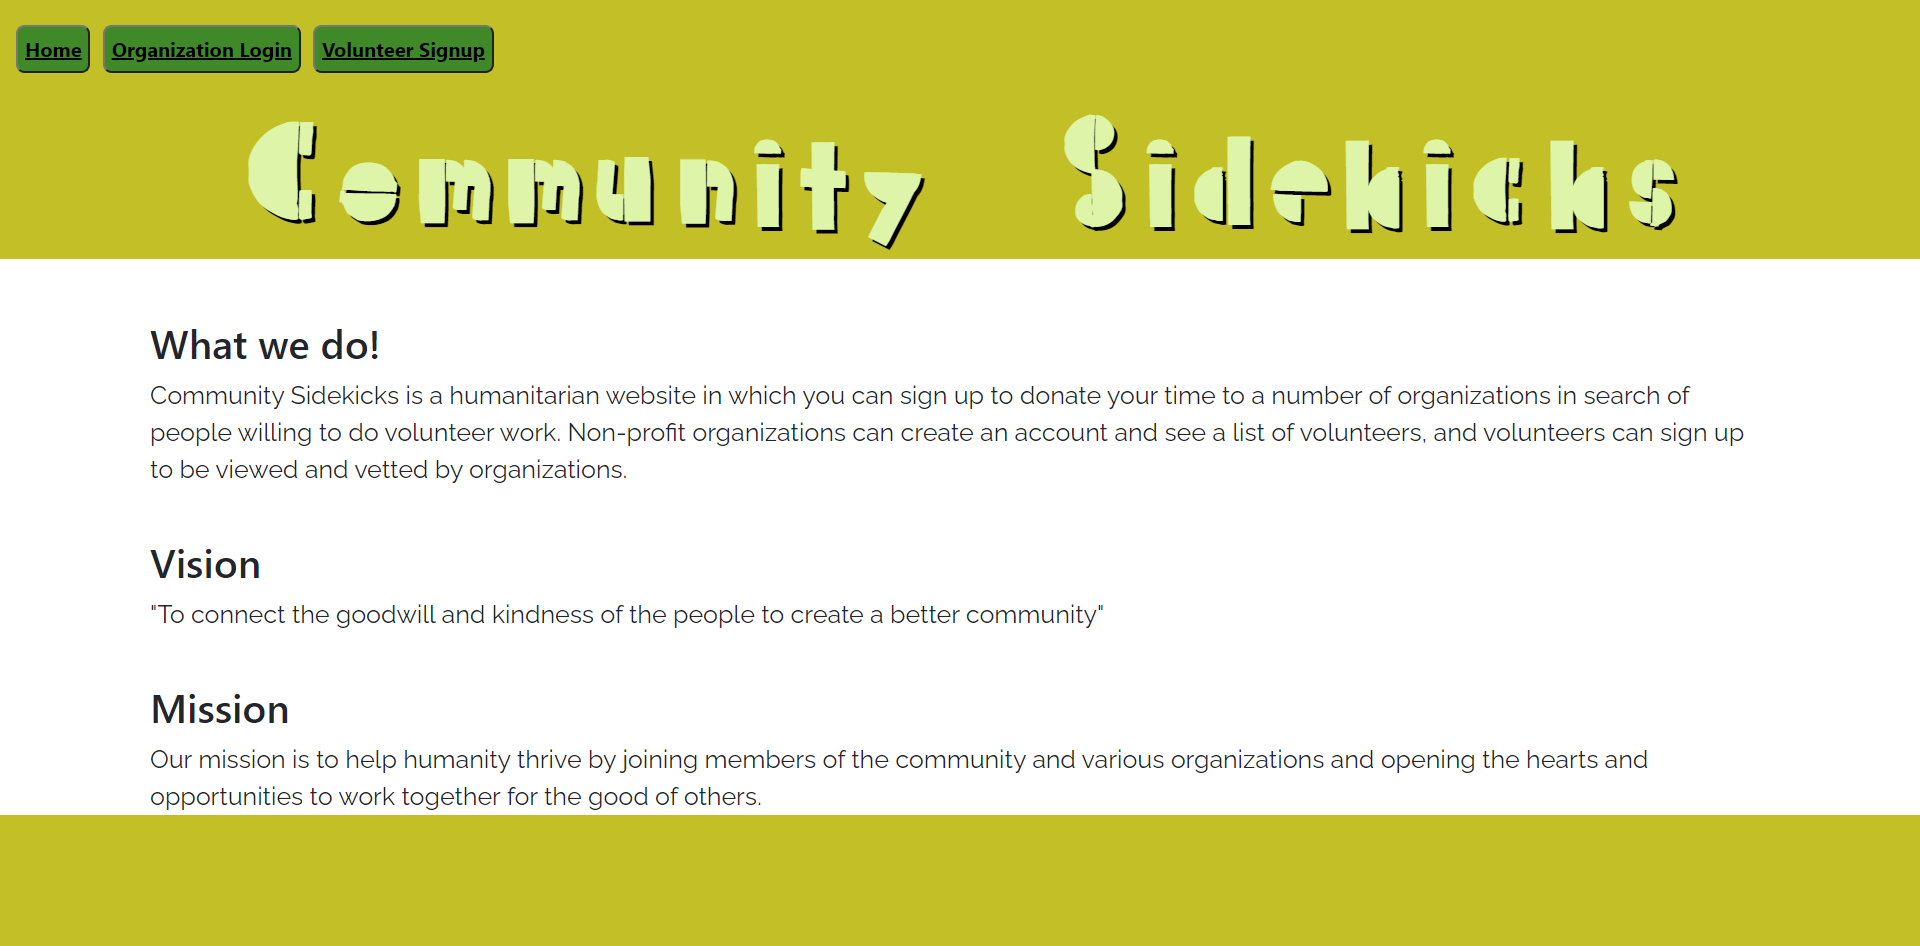 Home Organization Login Volunteer Signup
Community Sidekicks
What we do!
Community Sidekicks is a humanitarian website in which you can sign up to donate your time to a number of organizations in search of
people willing to do volunteer work. Non-profit organizations can create an account and see a list of volunteers, and volunteers can sign up
to be viewed and vetted by organizations.
Vision
"To connect the goodwill and kindness of the people to create a better community"
Mission
Our mission is to help humanity thrive by joining members of the community and various organizations and opening the hearts and
opportunities to work together for the good of others.